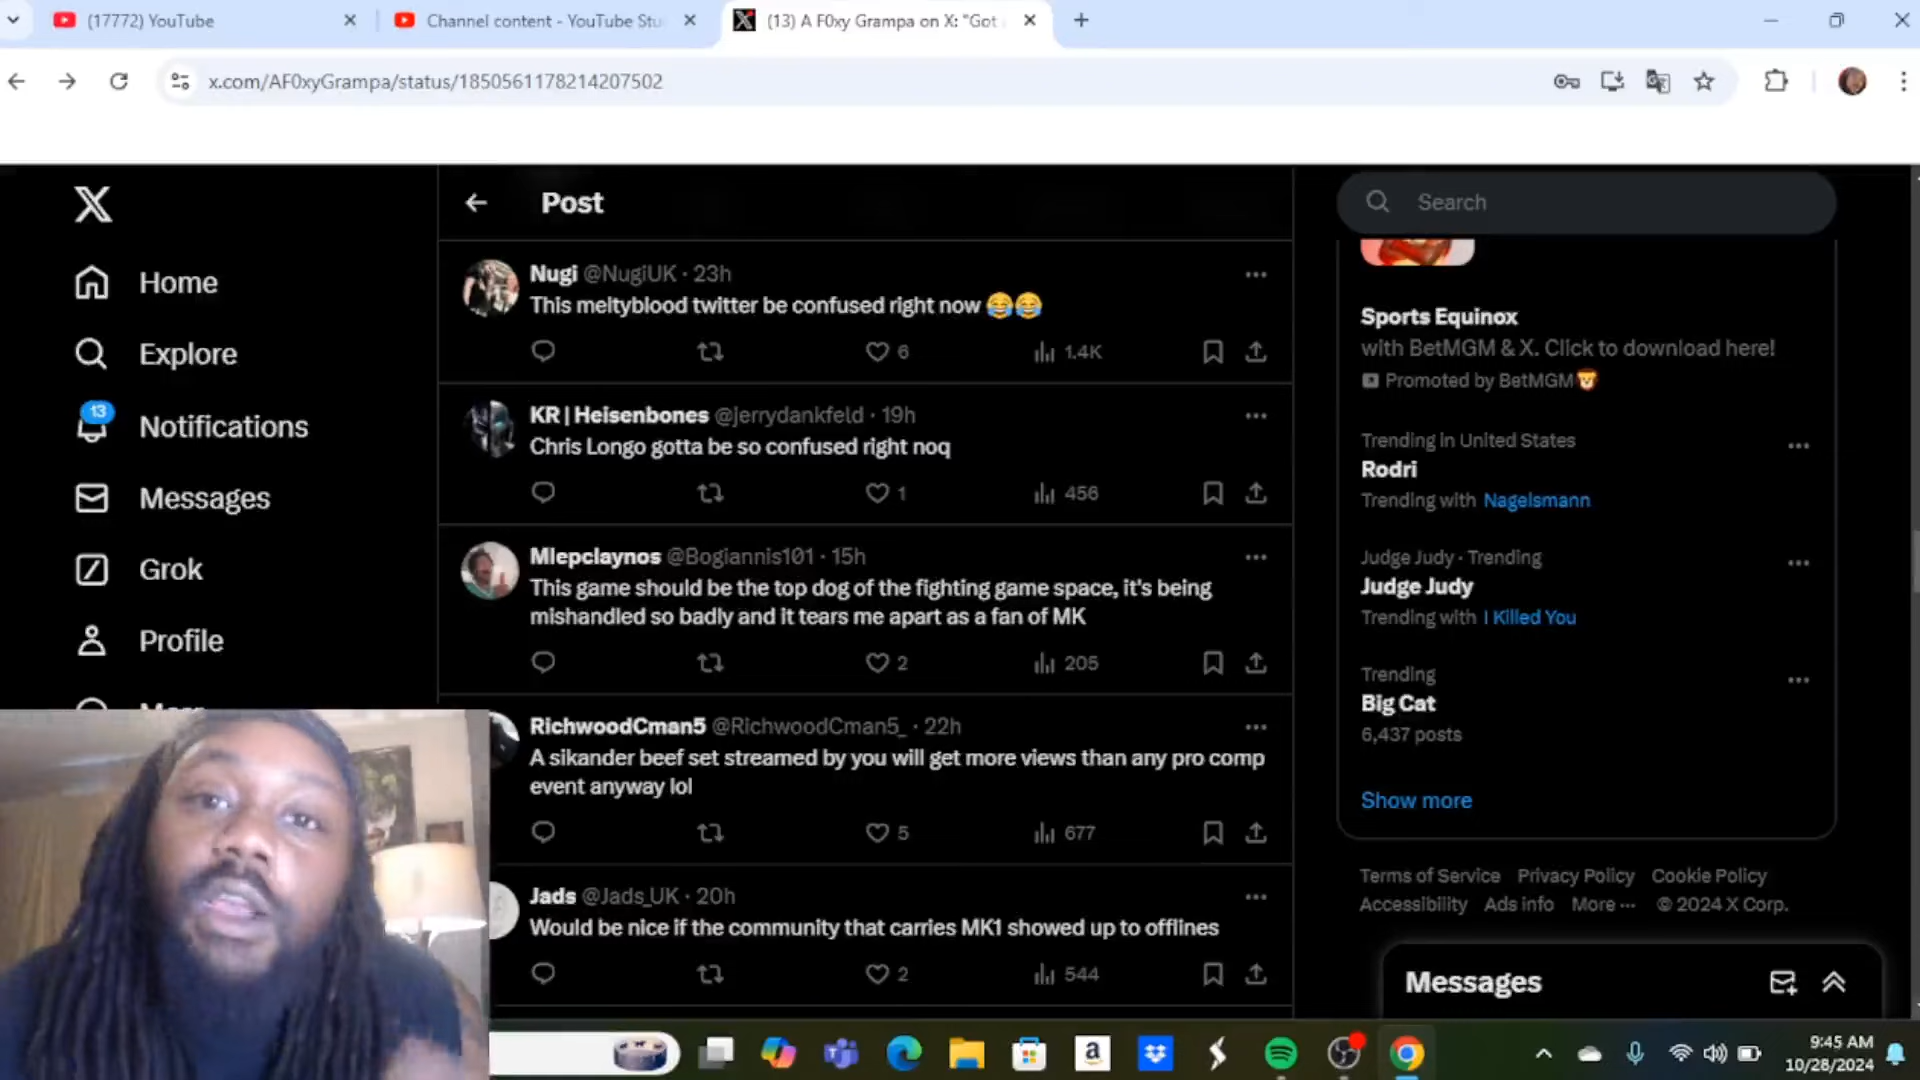 (17772) YouTube
Channel content - YouTube Stu
(13) A F0xy Grampa on X: "Got
x.com/AF0xyGrampa/status/1850561178214207502
Post
Search
Home
Explore
13
Notifications
Messages
Grok
Profile
Nugi @NugiUK · 23h
This meltyblood twitter be confused right now 😂😂
6
1.4K
KR | Heisenbones @jerrydankfeld · 19h
Chris Longo gotta be so confused right noq
1
456
Mlepclaynos @Bogiannis101 · 15h
This game should be the top dog of the fighting game space, it's being
mishandled so badly and it tears me apart as a fan of MK
2
205
RichwoodCman5 @RichwoodCman5_ · 22h
A sikander beef set streamed by you will get more views than any pro comp
event anyway lol
5
677
Jads @Jads_UK · 20h
Would be nice if the community that carries MK1 showed up to offlines
2
544
Sports Equinox
with BetMGM & X. Click to download here!
Promoted by BetMGM🦁
Trending in United States
Rodri
Trending with Nagelsmann
Judge Judy · Trending
Judge Judy
Trending with I Killed You
Trending
Big Cat
6,437 posts
Show more
Terms of Service Privacy Policy Cookie Policy
Accessibility Ads info More ··· © 2024 X Corp.
Messages
9:45 AM
10/28/2024